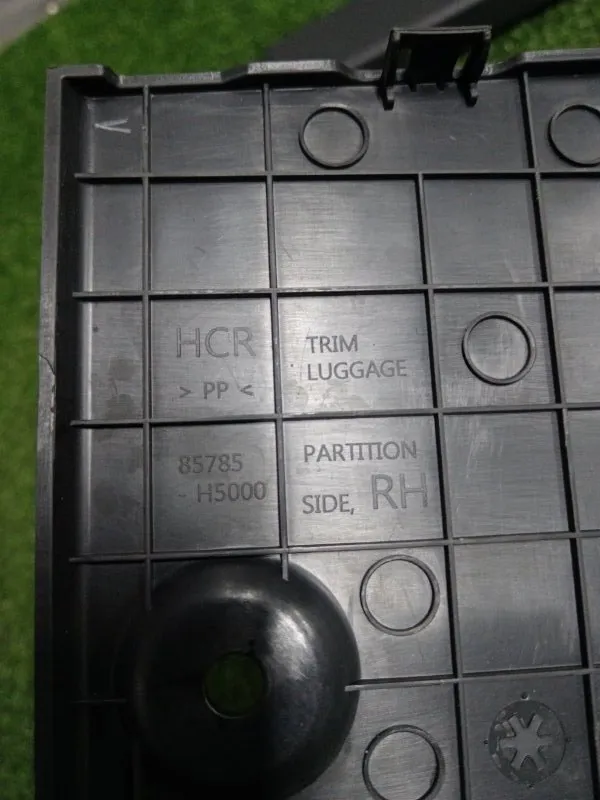 HCR
> PP <
TRIM
LUGGAGE
85785
- H5000
PARTITION
SIDE, RH